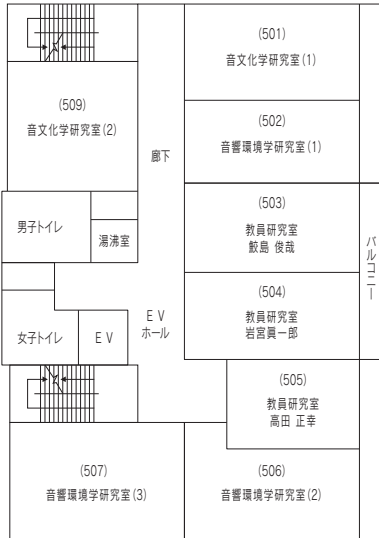 (501)
音文化学研究室(1)
(509)
音文化学研究室(2)
(502)
音響環境学研究室(1)
廊下
(503)
教員研究室
鮫島 俊哉
男子トイレ
湯沸室
バルコニー
(504)
教員研究室
岩宮眞一郎
EV
ホール
女子トイレ
EV
(505)
教員研究室
高田 正幸
(507)
音響環境学研究室(3)
(506)
音響環境学研究室(2)